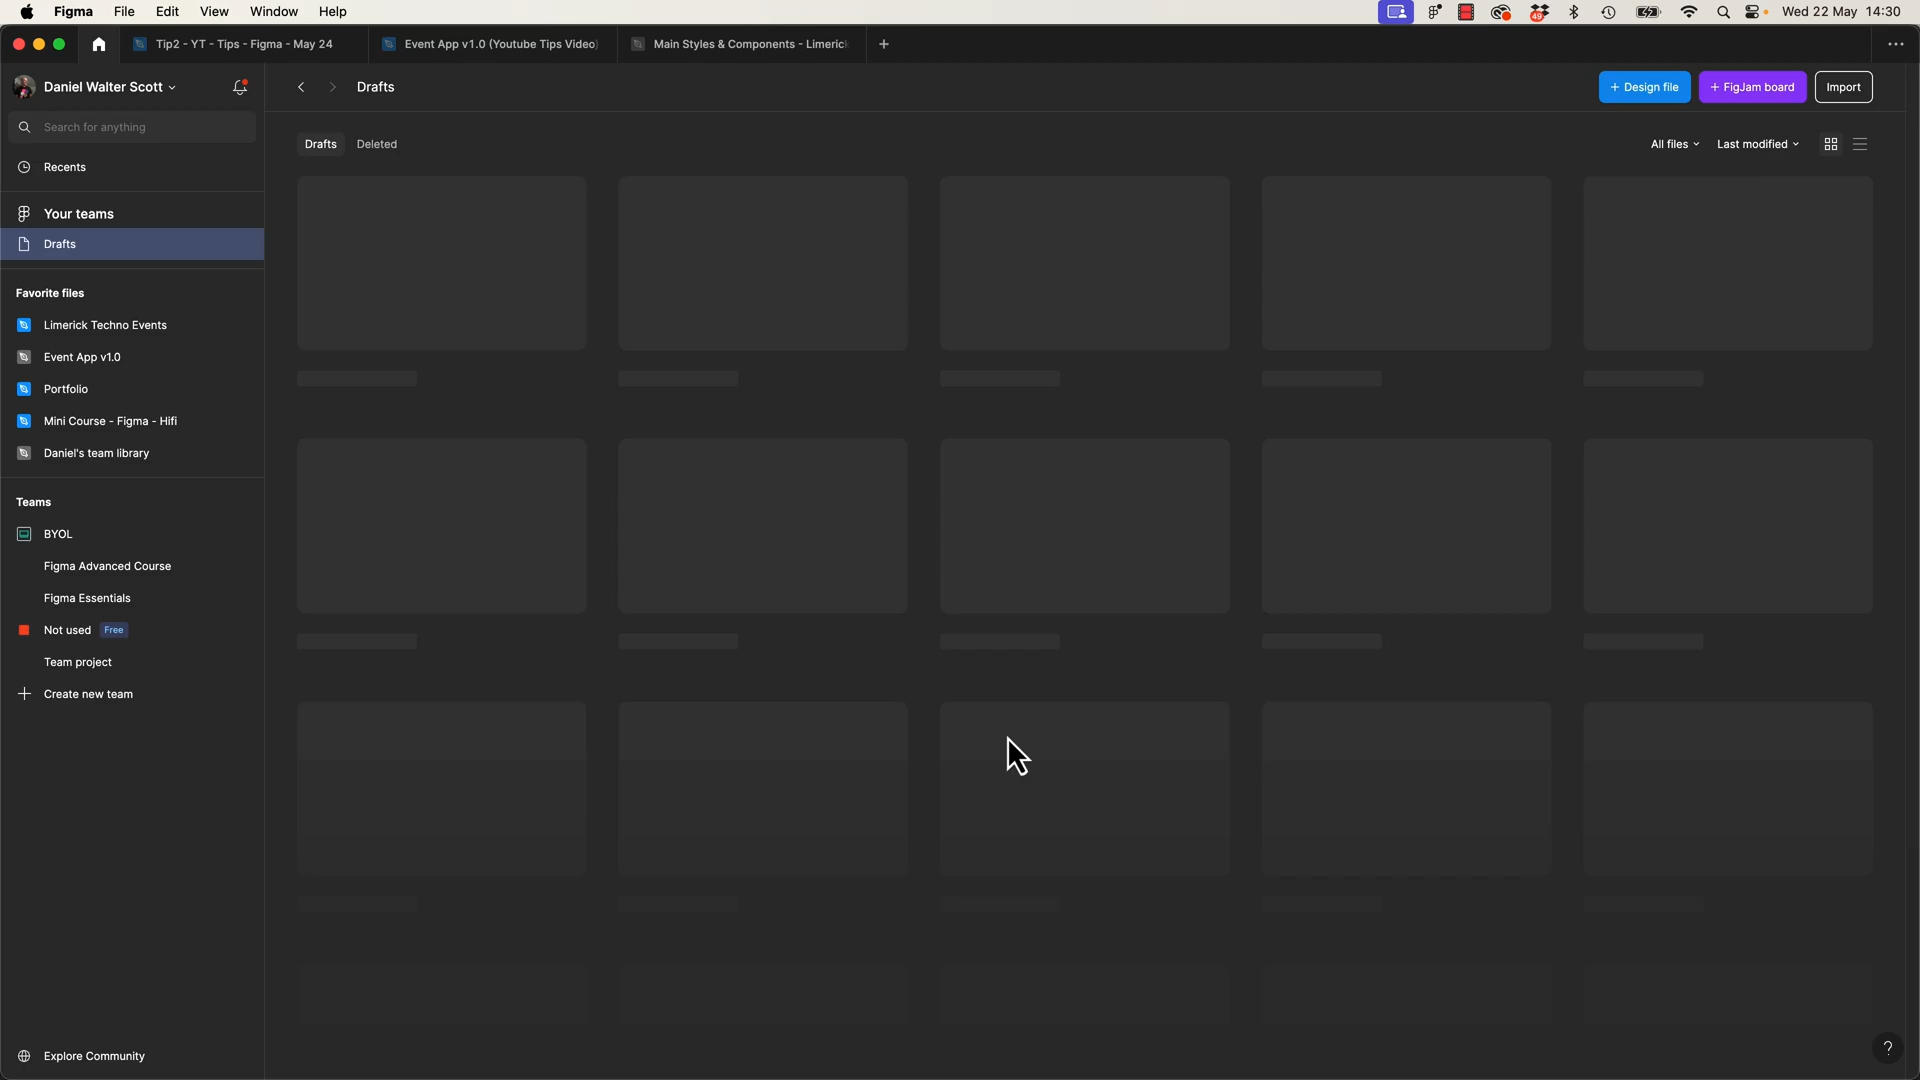 Figma File Edit View Window Help
49
Wed 22 May 14:30
Tip2 - YT - Tips - Figma - May 24
Event App v1.0 (Youtube Tips Video)
Main Styles & Components - Limerick
Daniel Walter Scott
Drafts
+ Design file
+ FigJam board
Import
Search for anything
Drafts
Deleted
All files
Last modified
Recents
Your teams
Drafts
Favorite files
Limerick Techno Events
Event App v1.0
Portfolio
Mini Course - Figma - Hifi
Daniel's team library
Teams
BYOL
Figma Advanced Course
Figma Essentials
Not used Free
Team project
Create new team
Explore Community
?